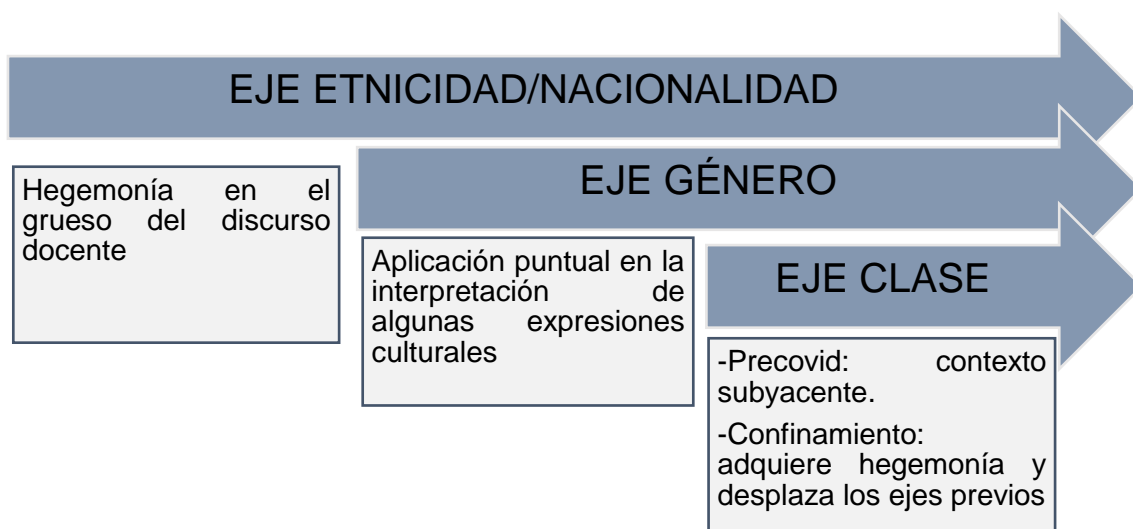 EJE ETNICIDAD/NACIONALIDAD
Hegemonía en el
grueso del discurso
docente
EJE GÉNERO
Aplicación puntual en la
interpretación de
algunas expresiones
culturales
EJE CLASE
-Precovid: contexto
subyacente.
-Confinamiento:
adquiere hegemonía y
desplaza los ejes previos